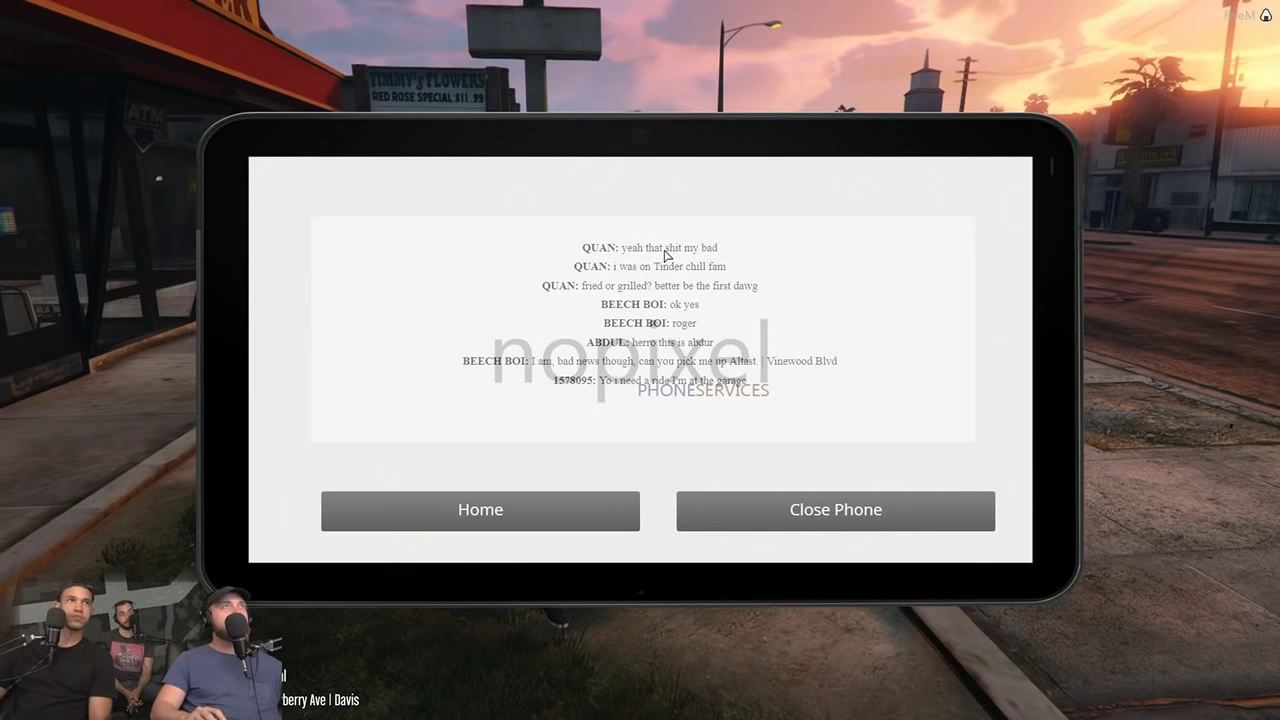 FiveM
TIMMY'S FLOWERS
RED ROSE SPECIAL $11.99
ATM
QUAN: yeah that shit my bad
QUAN: i was on Tinder chill fam
QUAN: fried or grilled? better be the first dawg
BEECH BOI: ok yes
BEECH BOI: roger
ABDUL: herro this is abdur
BEECH BOI: I am, bad news though, can you pick me up Altast. | Vinewood Blvd
1578095: Yo i need a ride I'm at the garage
nopixel
PHONESERVICES
Home
Close Phone
berry Ave | Davis